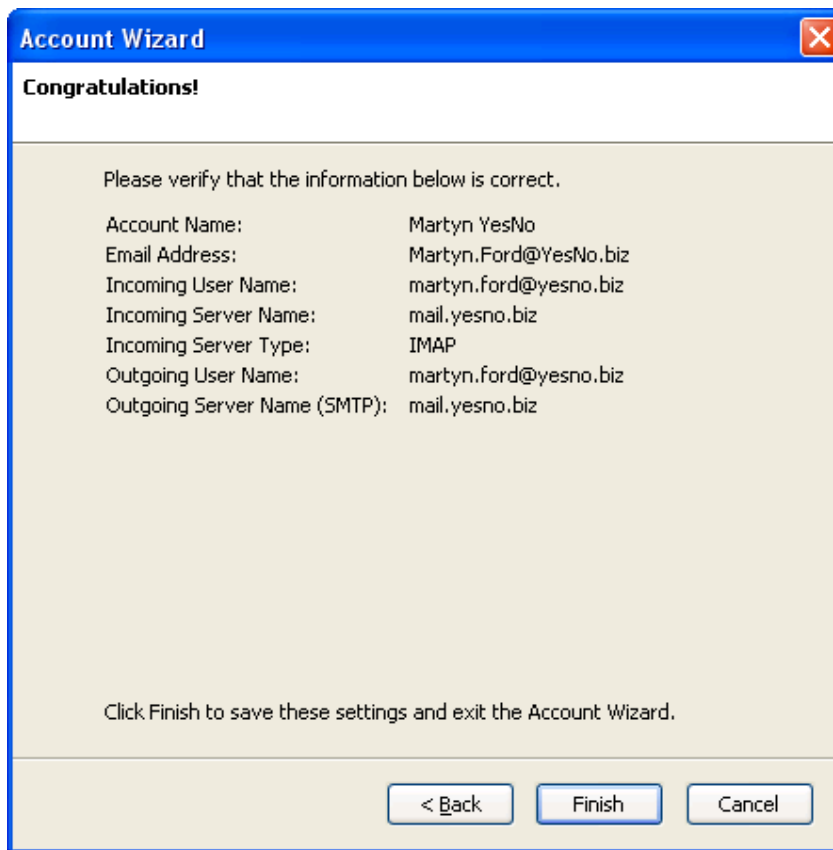 Account Wizard
Congratulations!
Please verify that the information below is correct.
Account Name: Martyn YesNo
Email Address: Martyn.Ford@YesNo.biz
Incoming User Name: martyn.ford@yesno.biz
Incoming Server Name: mail.yesno.biz
Incoming Server Type: IMAP
Outgoing User Name: martyn.ford@yesno.biz
Outgoing Server Name (SMTP): mail.yesno.biz
Click Finish to save these settings and exit the Account Wizard.
< Back Finish Cancel